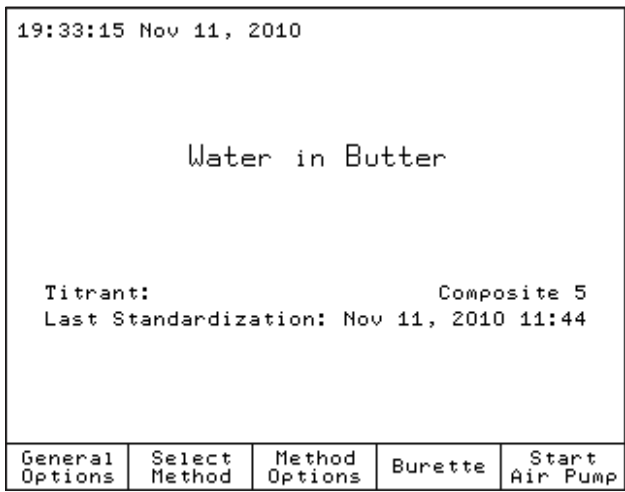 19:33:15 Nov 11, 2010
Water in Butter
Titrant: Composite 5
Last Standardization: Nov 11, 2010 11:44
General Options
Select Method
Method Options
Burette
Start Air Pump